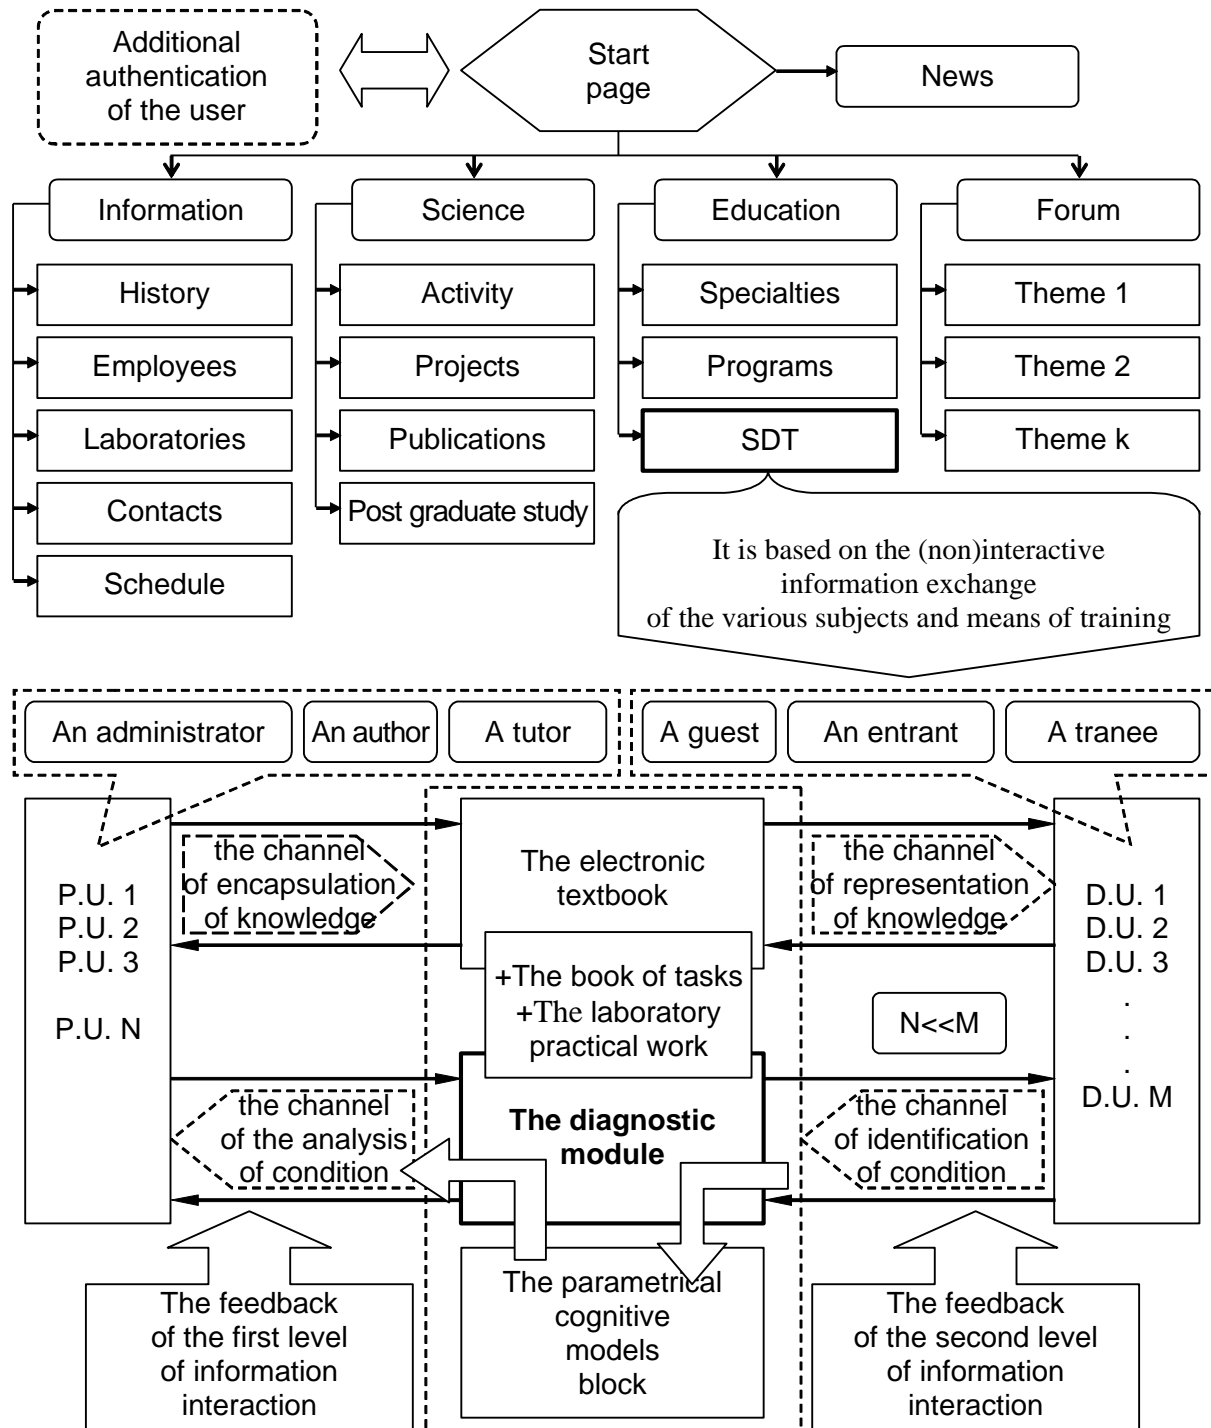 Additional
authentication
of the user
Start
page
News
Information
Science
Education
Forum
History
Activity
Specialties
Theme 1
Employees
Projects
Programs
Theme 2
Laboratories
Publications
SDT
Theme k
Contacts
Post graduate study
Schedule
It is based on the (non)interactive
information exchange
of the various subjects and means of training
An administrator
An author
A tutor
A guest
An entrant
A tranee
the channel
of encapsulation
of knowledge
The electronic
textbook
the channel
of representation
of knowledge
P.U. 1
P.U. 2
P.U. 3
P.U. N
D.U. 1
D.U. 2
D.U. 3
.
.
.
D.U. M
+The book of tasks
+The laboratory
practical work
N<<M
the channel
of the analysis
of condition
The diagnostic
module
the channel
of identification
of condition
The feedback
of the first level
of information
interaction
The parametrical
cognitive
models
block
The feedback
of the second level
of information
interaction